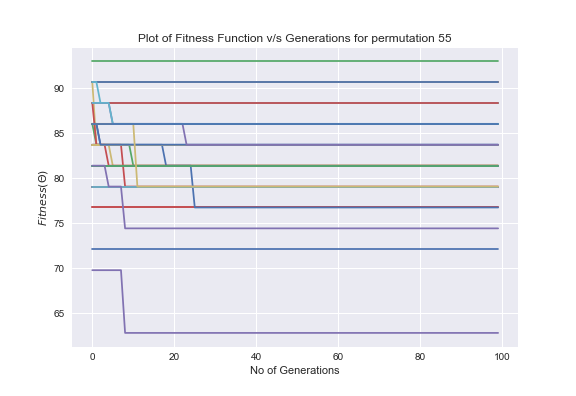 Plot of Fitness Function v/s Generations for permutation 55
90
85
80
75
70
65
Fitness(Θ)
0 20 40 60 80 100
No of Generations